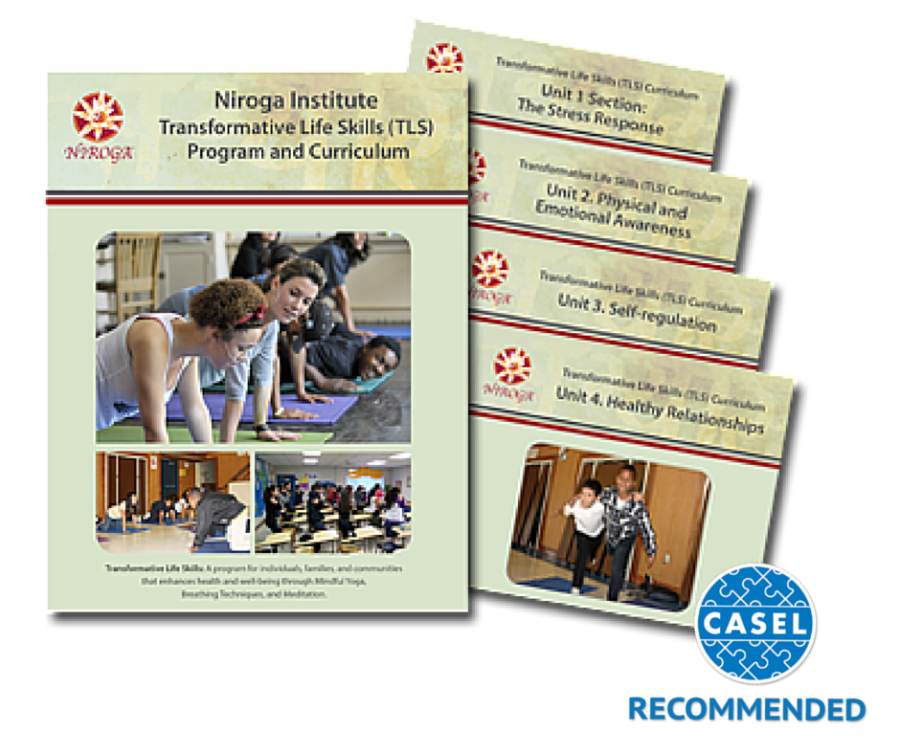 NIROGA
Niroga Institute
Transformative Life Skills (TLS)
Program and Curriculum
Transformative Life Skills: A program for individuals, families, and communities
that enhances health and well-being through Mindful Yoga,
Breathing Techniques, and Meditation.
Transformative Life Skills (TLS) Curriculum
Unit 1 Section:
The Stress Response
Transformative Life Skills (TLS) Curriculum
Unit 2. Physical and
Emotional Awareness
NIROGA
Transformative Life Skills (TLS) Curriculum
Unit 3. Self-regulation
NIROGA
Transformative Life Skills (TLS) Curriculum
Unit 4. Healthy Relationships
CASEL
RECOMMENDED